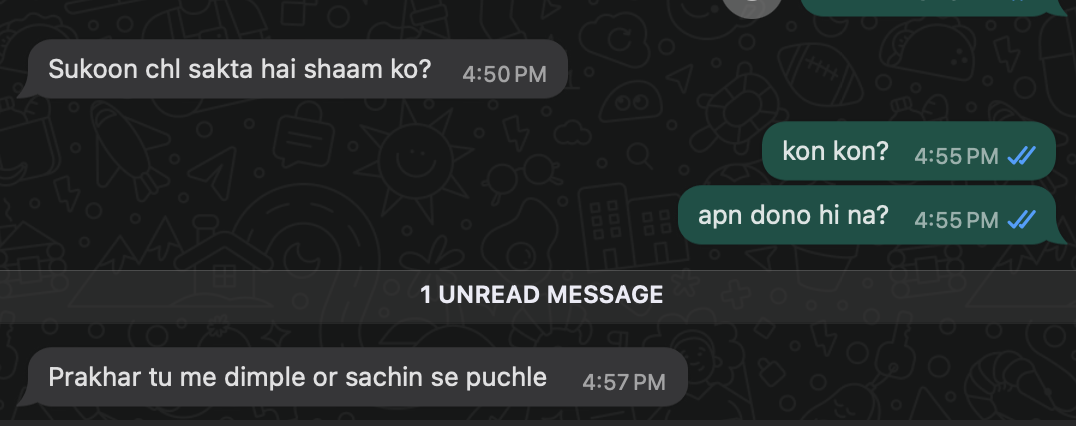 Sukoon chl sakta hai shaam ko? 4:50 PM
kon kon? 4:55 PM
apn dono hi na? 4:55 PM
1 UNREAD MESSAGE
Prakhar tu me dimple or sachin se puchle 4:57 PM